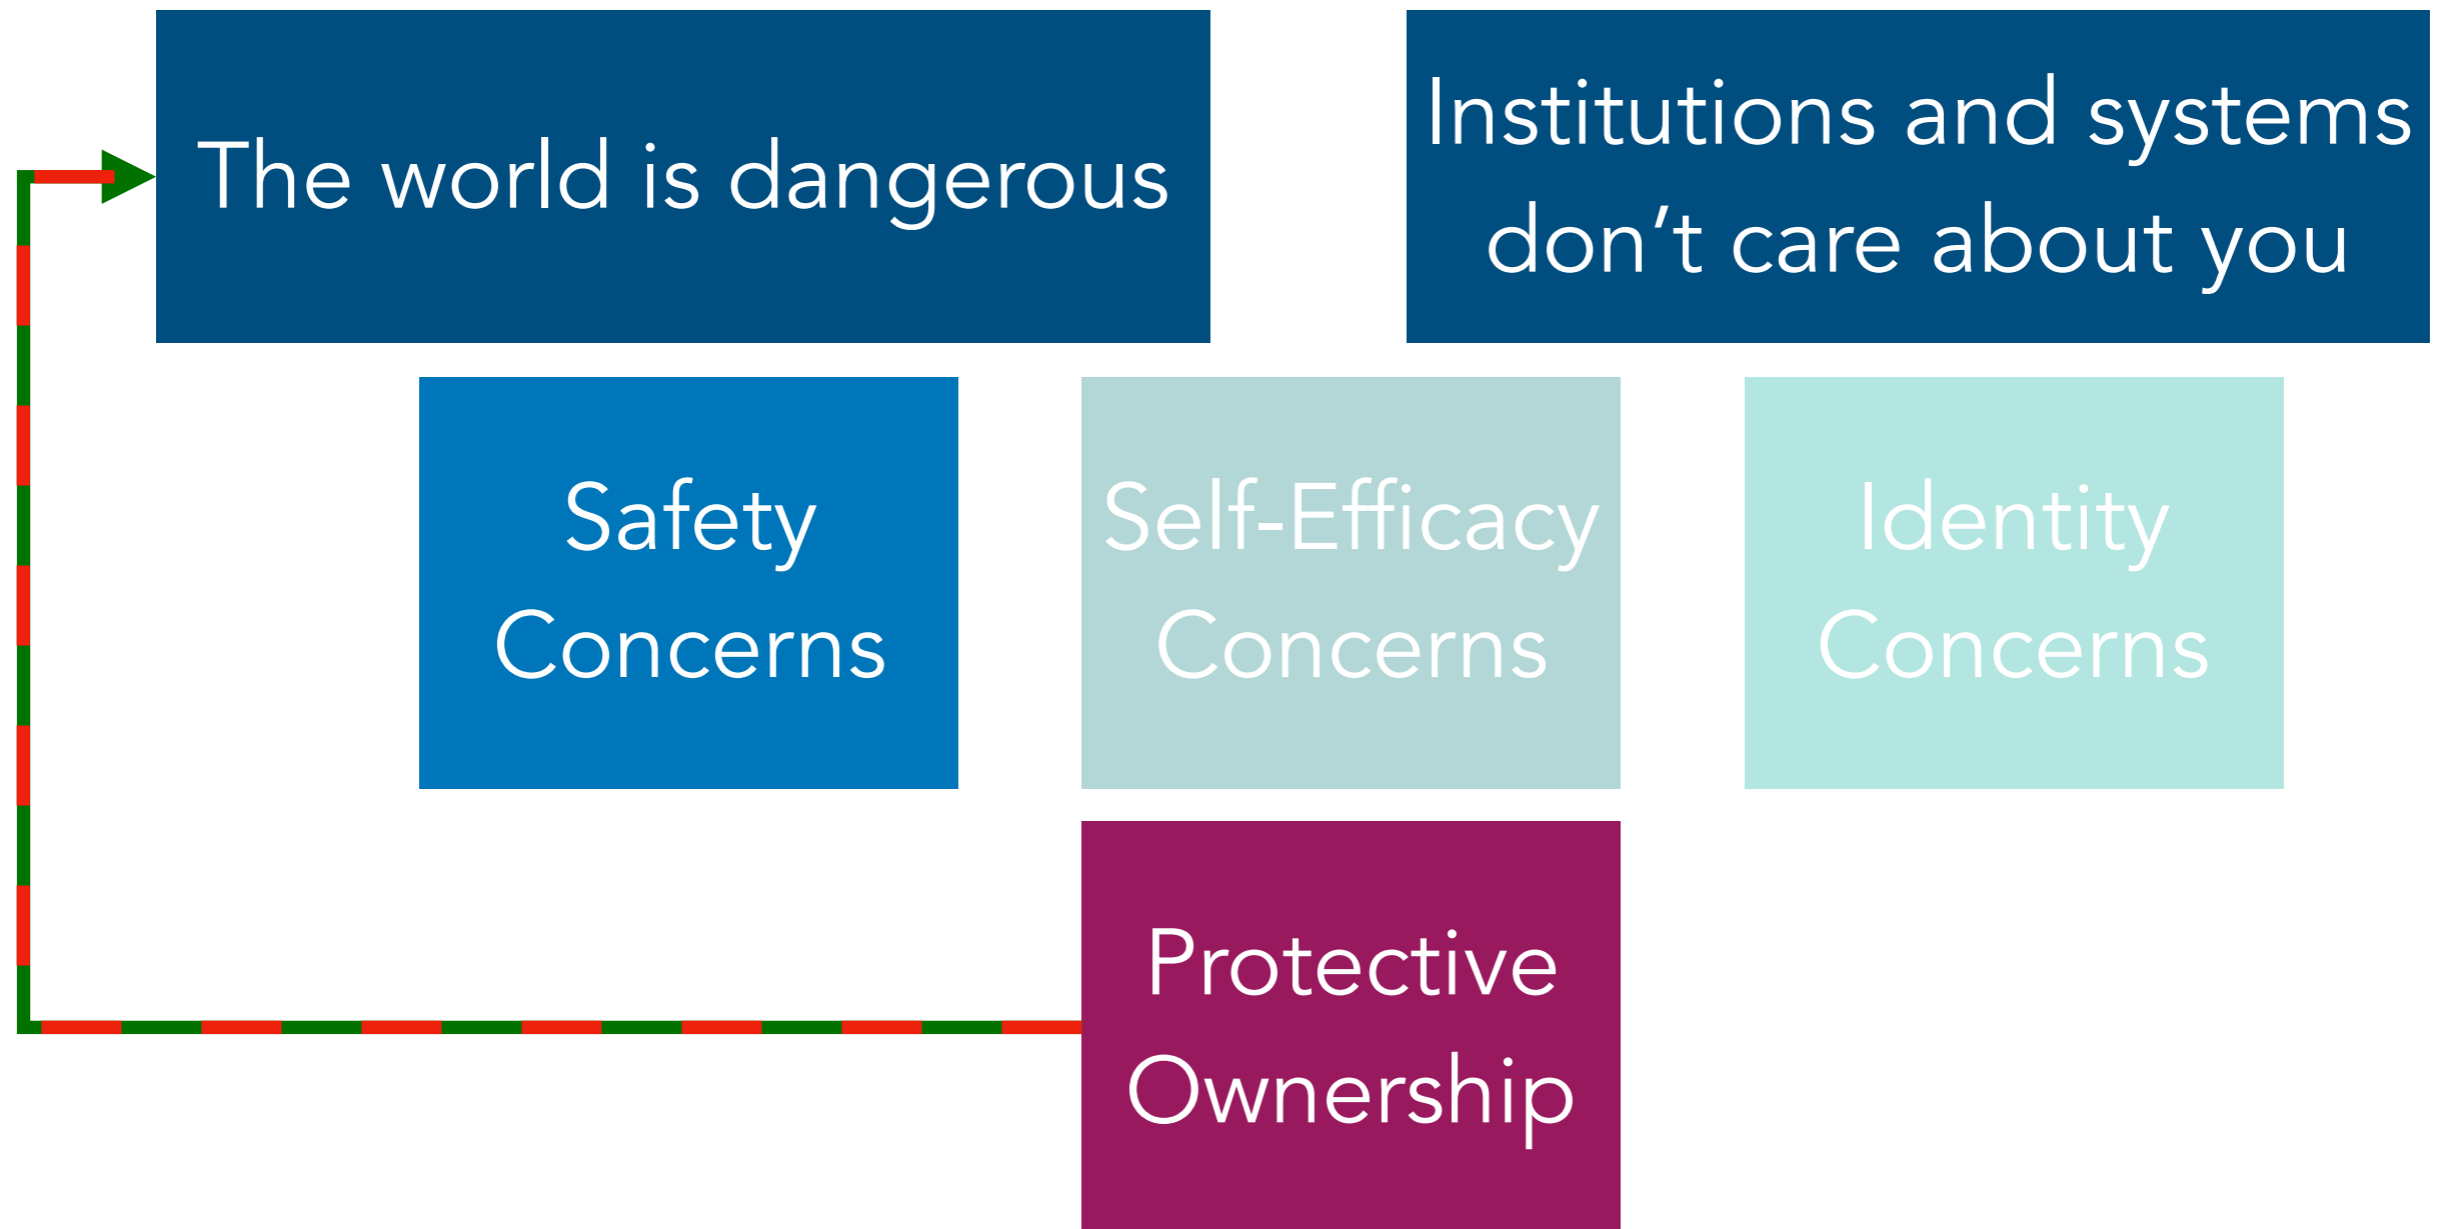 The world is dangerous
Institutions and systems
don’t care about you
Safety
Concerns
Self-Efficacy
Concerns
Identity
Concerns
Protective
Ownership